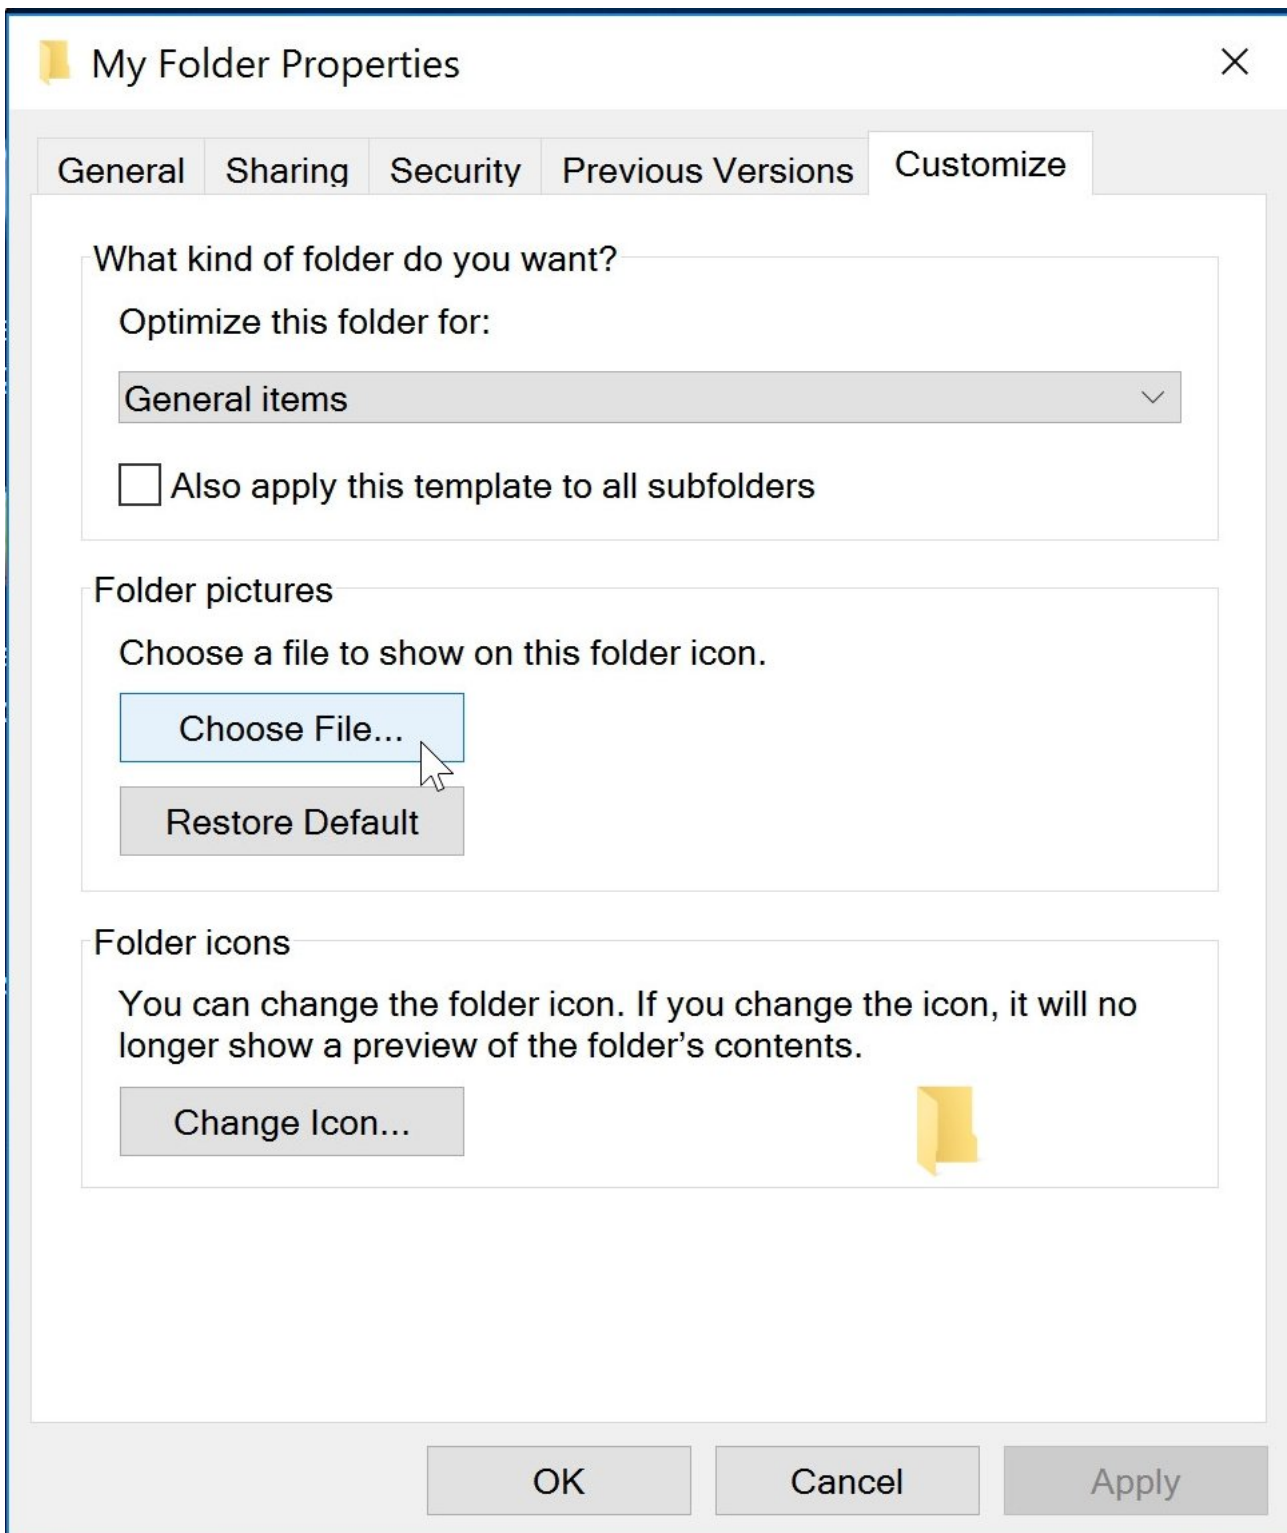 My Folder Properties
General
Sharing
Security
Previous Versions
Customize
What kind of folder do you want?
Optimize this folder for:
General items
Also apply this template to all subfolders
Folder pictures
Choose a file to show on this folder icon.
Choose File...
Restore Default
Folder icons
You can change the folder icon. If you change the icon, it will no
longer show a preview of the folder’s contents.
Change Icon...
OK
Cancel
Apply